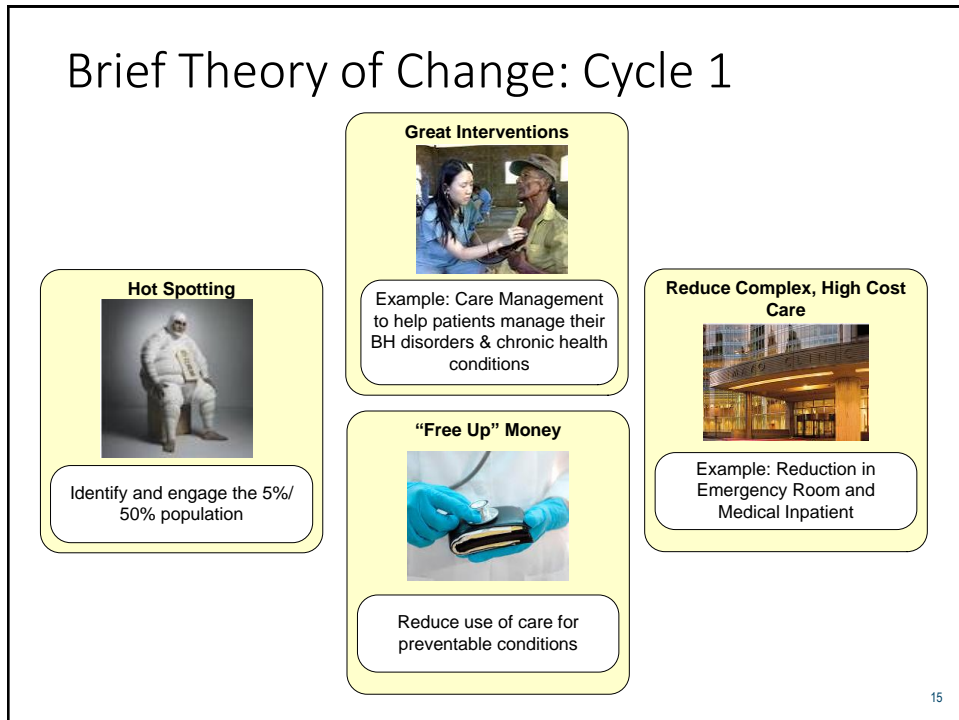 Brief Theory of Change: Cycle 1
Great Interventions
Example: Care Management
to help patients manage their
BH disorders & chronic health
conditions
Hot Spotting
Identify and engage the 5%/
50% population
Reduce Complex, High Cost
Care
MAYO CLINIC
Example: Reduction in
Emergency Room and
Medical Inpatient
“Free Up” Money
Reduce use of care for
preventable conditions
15